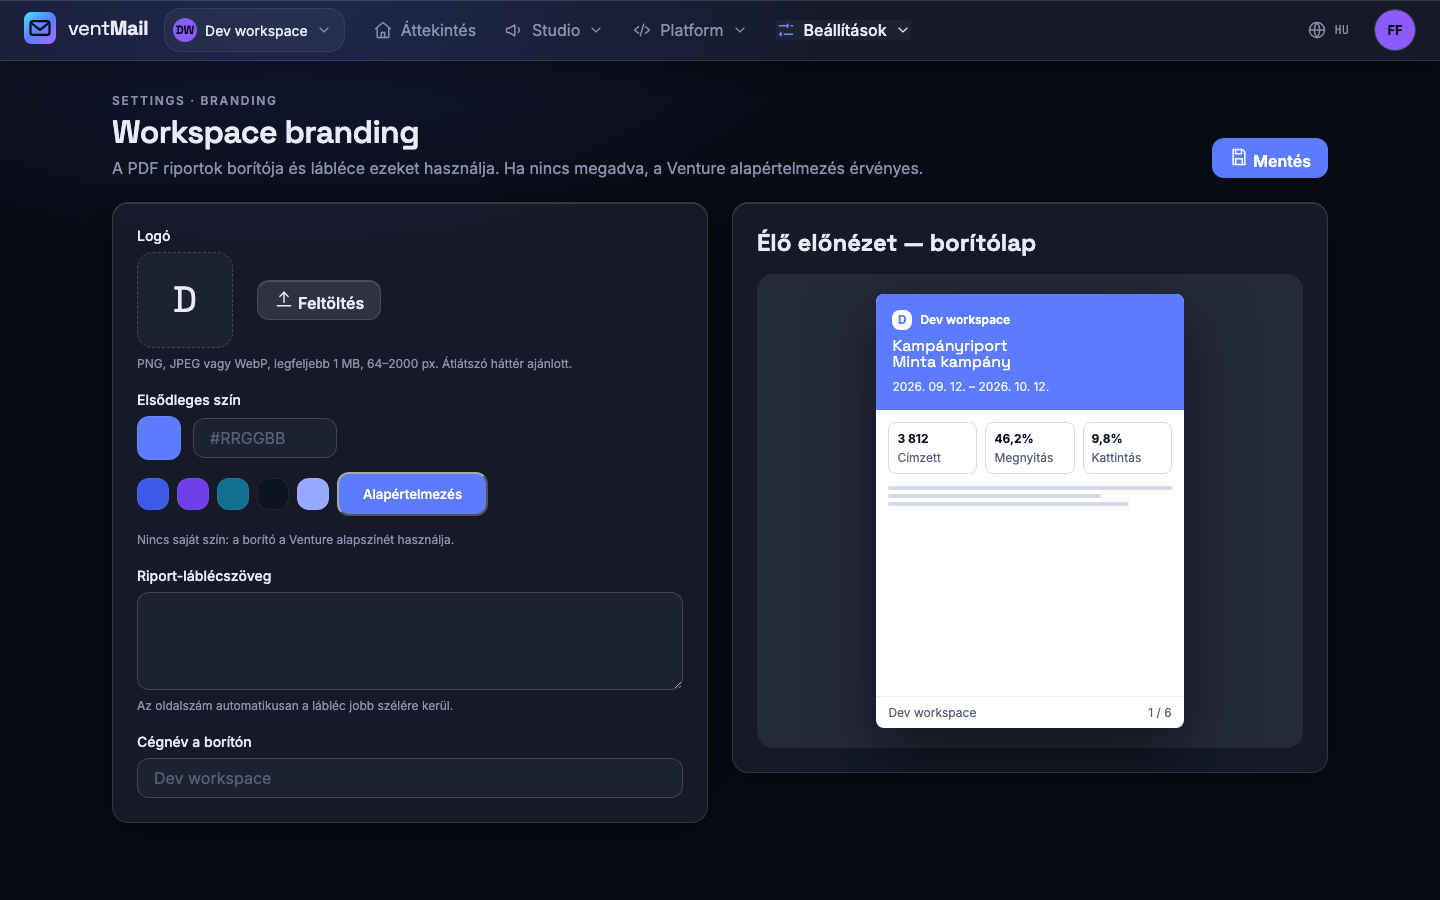 ventMail
DW Dev workspace
Áttekintés
Studio
Platform
Beállítások
HU
FF
SETTINGS · BRANDING
Workspace branding
A PDF riportok borítója és lábléce ezeket használja. Ha nincs megadva, a Venture alapértelmezés érvényes.
Mentés
Logó
D
Feltöltés
PNG, JPEG vagy WebP, legfeljebb 1 MB, 64–2000 px. Átlátszó háttér ajánlott.
Elsődleges szín
#RRGGBB
Alapértelmezés
Nincs saját szín: a borító a Venture alapszínét használja.
Riport-láblécszöveg
Az oldalszám automatikusan a lábléc jobb szélére kerül.
Cégnév a borítón
Dev workspace
Élő előnézet — borítólap
D Dev workspace
Kampányriport
Minta kampány
2026. 09. 12. – 2026. 10. 12.
3 812
Címzett
46,2%
Megnyitás
9,8%
Kattintás
Dev workspace
1 / 6